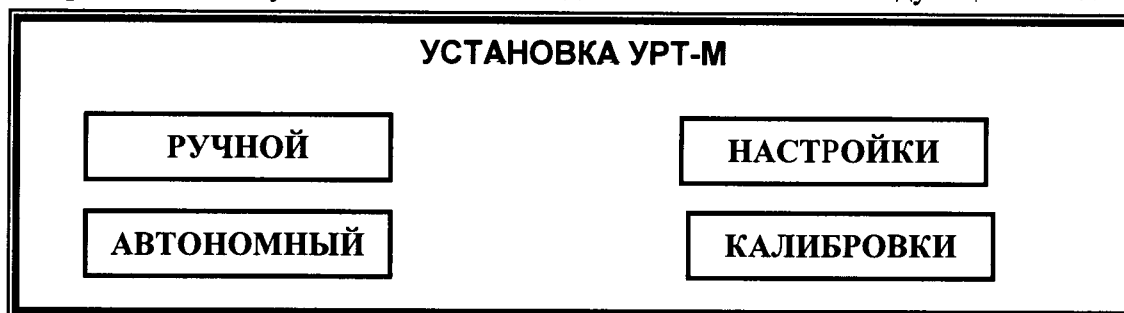 УСТАНОВКА УРТ-М
РУЧНОЙ
НАСТРОЙКИ
АВТОНОМНЫЙ
КАЛИБРОВКИ